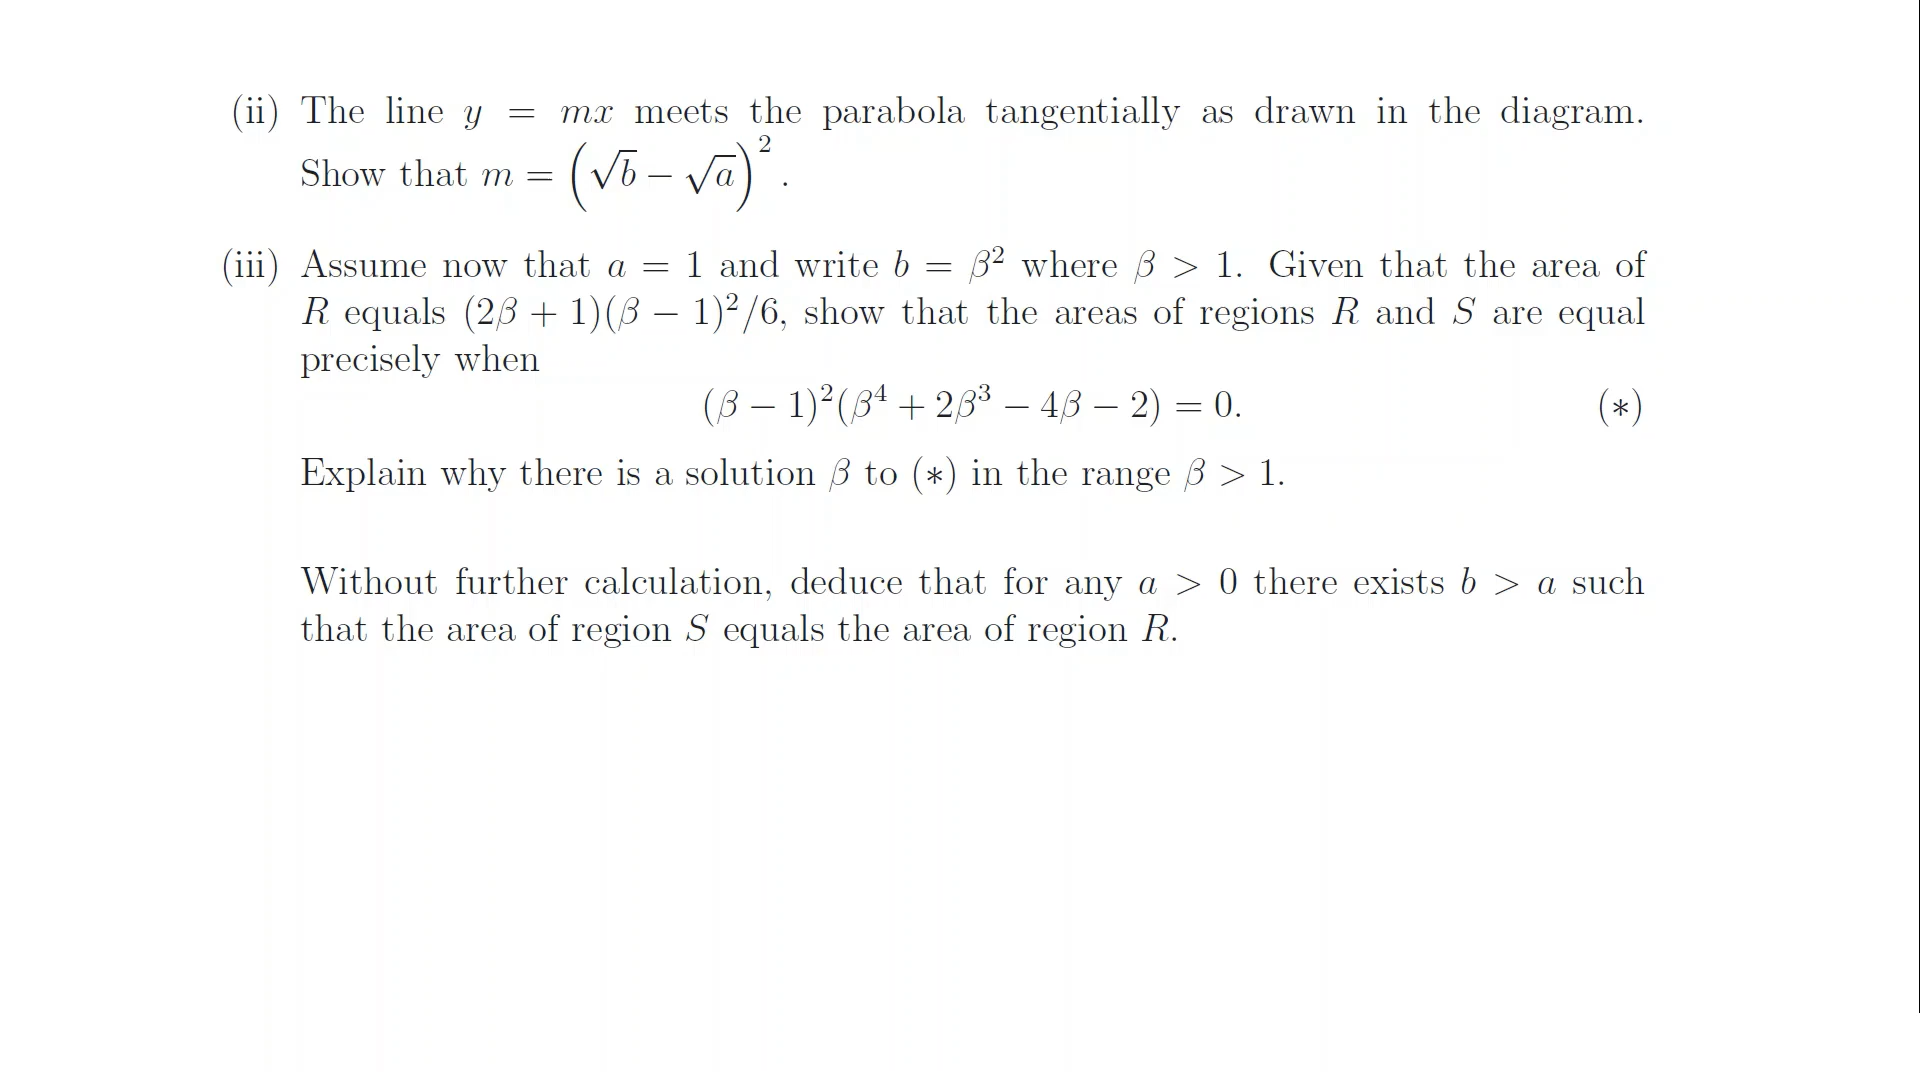 (ii) The line y = mx meets the parabola tangentially as drawn in the diagram.
Show that m = (√b − √a)².
(iii) Assume now that a = 1 and write b = β² where β > 1. Given that the area of
R equals (2β + 1)(β − 1)²/6, show that the areas of regions R and S are equal
precisely when
(β − 1)²(β⁴ + 2β³ − 4β − 2) = 0. (∗)
Explain why there is a solution β to (∗) in the range β > 1.
Without further calculation, deduce that for any a > 0 there exists b > a such
that the area of region S equals the area of region R.